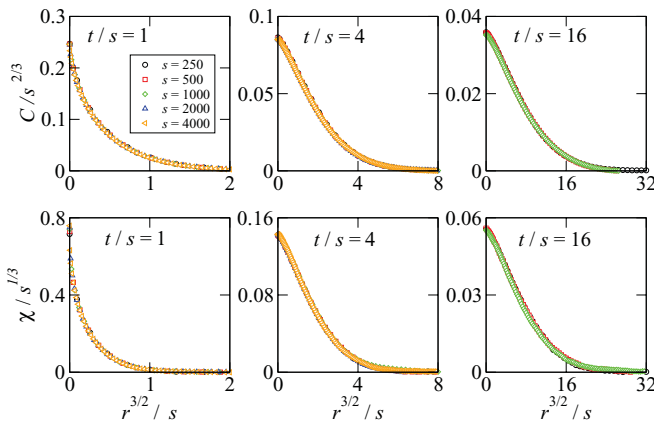 t / s = 1
t / s = 4
t / s = 16
C / s^{2/3}
0.3
0.2
0.1
0
0.1
0.05
0
0.04
0.02
0
s = 250
s = 500
s = 1000
s = 2000
s = 4000
0 1 2
0 4 8
0 16 32
t / s = 1
t / s = 4
t / s = 16
χ / s^{1/3}
0.8
0.4
0
0.16
0.08
0
0.06
0.03
0
0 1 2
0 4 8
0 16 32
r^{3/2} / s
r^{3/2} / s
r^{3/2} / s